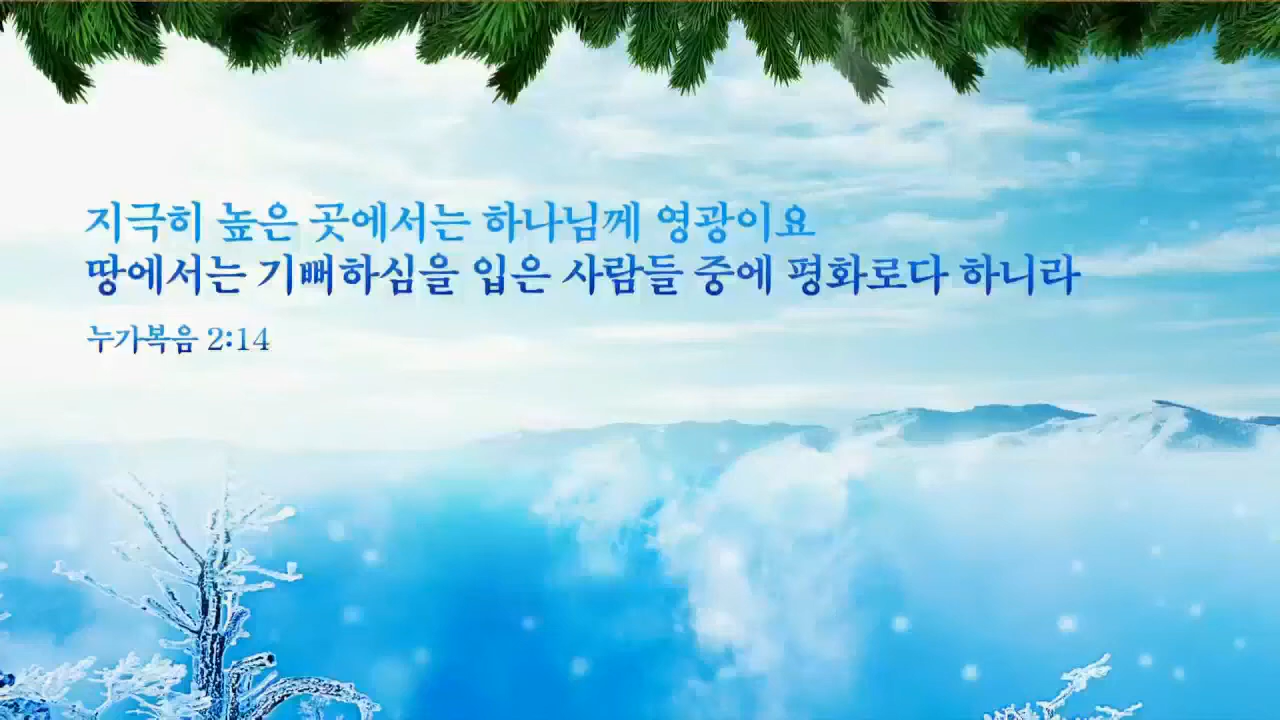 지극히 높은 곳에서는 하나님께 영광이요
땅에서는 기뻐하심을 입은 사람들 중에 평화로다 하니라
누가복음 2:14